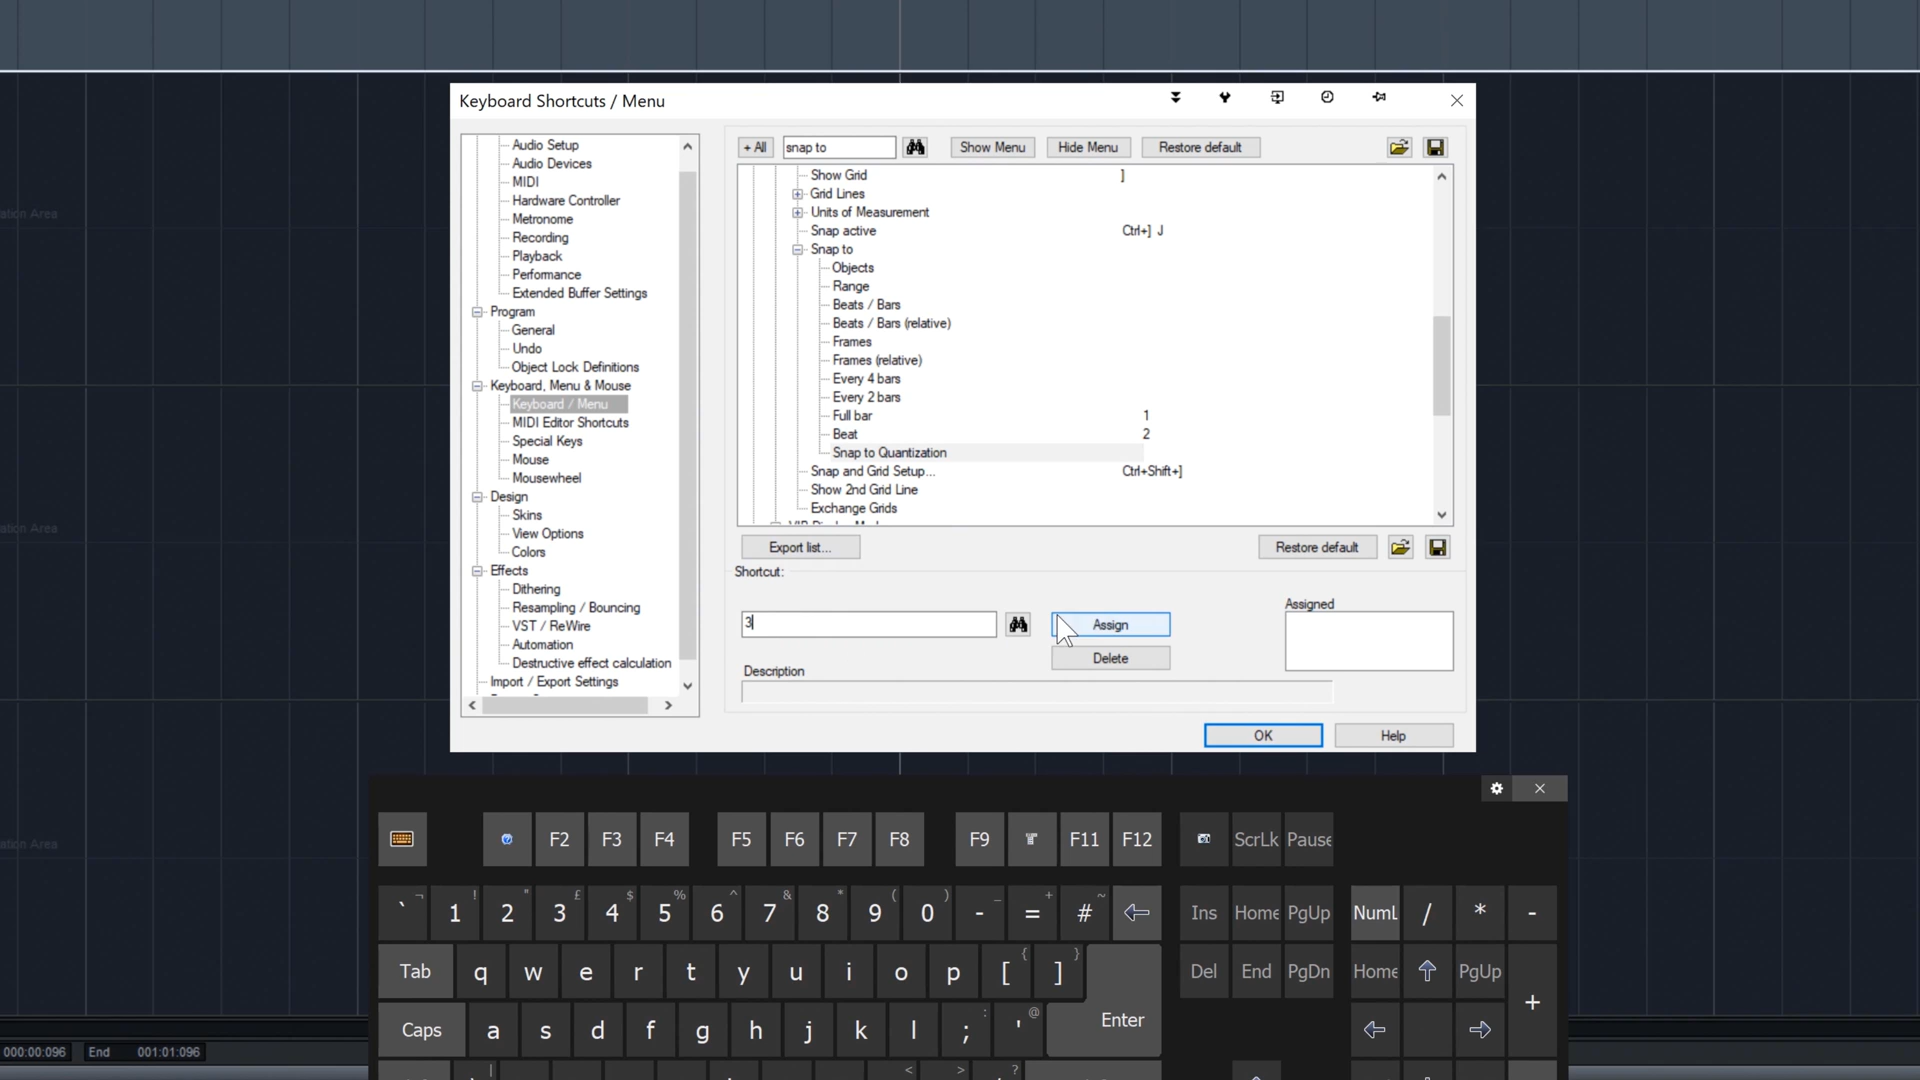 Keyboard Shortcuts / Menu
Audio Setup
Audio Devices
MIDI
Hardware Controller
Metronome
Recording
Playback
Performance
Extended Buffer Settings
Program
General
Undo
Object Lock Definitions
Keyboard, Menu & Mouse
Keyboard / Menu
MIDI Editor Shortcuts
Special Keys
Mouse
Mousewheel
Design
Skins
View Options
Colors
Effects
Dithering
Resampling / Bouncing
VST / ReWire
Automation
Destructive effect calculation
Import / Export Settings
+ All snap to Show Menu Hide Menu Restore default
Show Grid ]
Grid Lines
Units of Measurement
Snap active Ctrl+] J
Snap to
Objects
Range
Beats / Bars
Beats / Bars (relative)
Frames
Frames (relative)
Every 4 bars
Every 2 bars
Full bar 1
Beat 2
Snap to Quantization
Snap and Grid Setup... Ctrl+Shift+]
Show 2nd Grid Line
Exchange Grids
Export list... Restore default
Shortcut:
3 Assign
Delete
Assigned
Description
OK Help
ation Area
ation Area
ation Area
F2 F3 F4 F5 F6 F7 F8 F9 F11 F12 ScrLk Pause
` ¬ 1 ! 2 " 3 £ 4 $ 5 % 6 ^ 7 & 8 * 9 ( 0 ) - _ = + # ~ Ins Home PgUp NumL / * -
Tab q w e r t y u i o p [ { ] } Del End PgDn Home PgUp +
Caps a s d f g h j k l ; : ' @ Enter
| < > ?
000:00:096 End 001:01:096